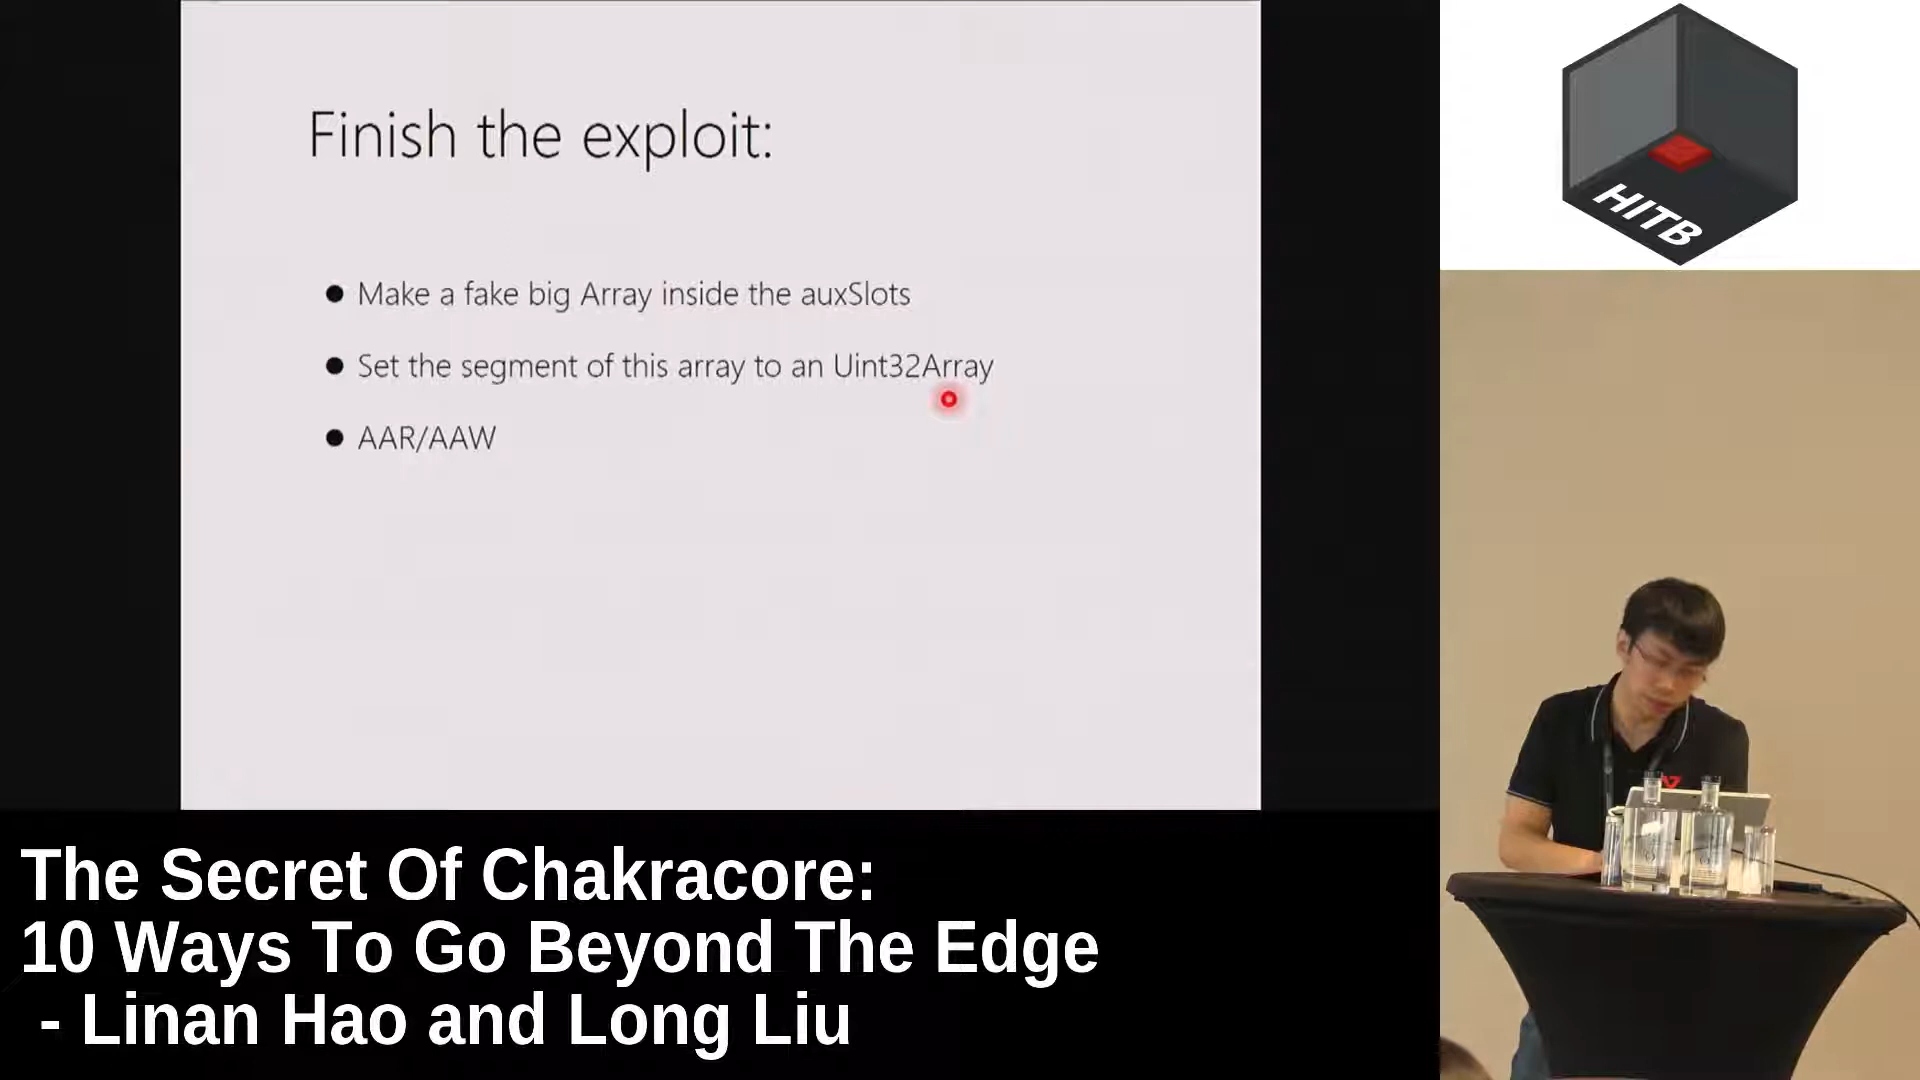 Finish the exploit:
● Make a fake big Array inside the auxSlots
● Set the segment of this array to an Uint32Array
● AAR/AAW
HITB
The Secret Of Chakracore:
10 Ways To Go Beyond The Edge
- Linan Hao and Long Liu